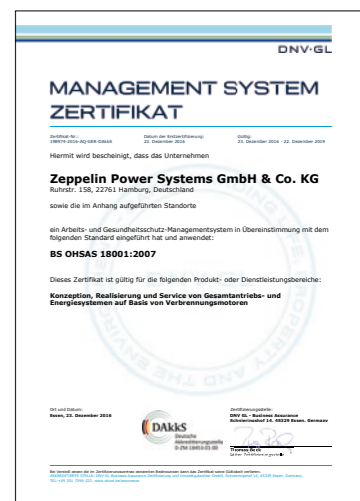 DNV·GL
MANAGEMENT SYSTEM
ZERTIFIKAT
Zertifikat-Nr.: Datum der Erstzertifizierung: Gültig:
22. Dezember 2016 23. Dezember 2016 - 22. Dezember 2019
Hiermit wird bescheinigt, dass das Unternehmen
Zeppelin Power Systems GmbH & Co. KG
Ruhrstr. 158, 22761 Hamburg, Deutschland
sowie die im Anhang aufgeführten Standorte
ein Arbeits- und Gesundheitsschutz-Managementsystem in Übereinstimmung mit dem
folgenden Standard eingeführt hat und anwendet:
BS OHSAS 18001:2007
Dieses Zertifikat ist gültig für die folgenden Produkt- oder Dienstleistungsbereiche:
Konzeption, Realisierung und Service von Gesamtantriebs- und
Energiesystemen auf Basis von Verbrennungsmotoren
Ort und Datum:
Essen, 23. Dezember 2016
DAkkS
Deutsche
Akkreditierungsstelle
D-ZM-18453-01-00
Zertifizierungsstelle:
DNV GL - Business Assurance
Schnieringshof 14, 45329 Essen, Germany
Thomas Beck